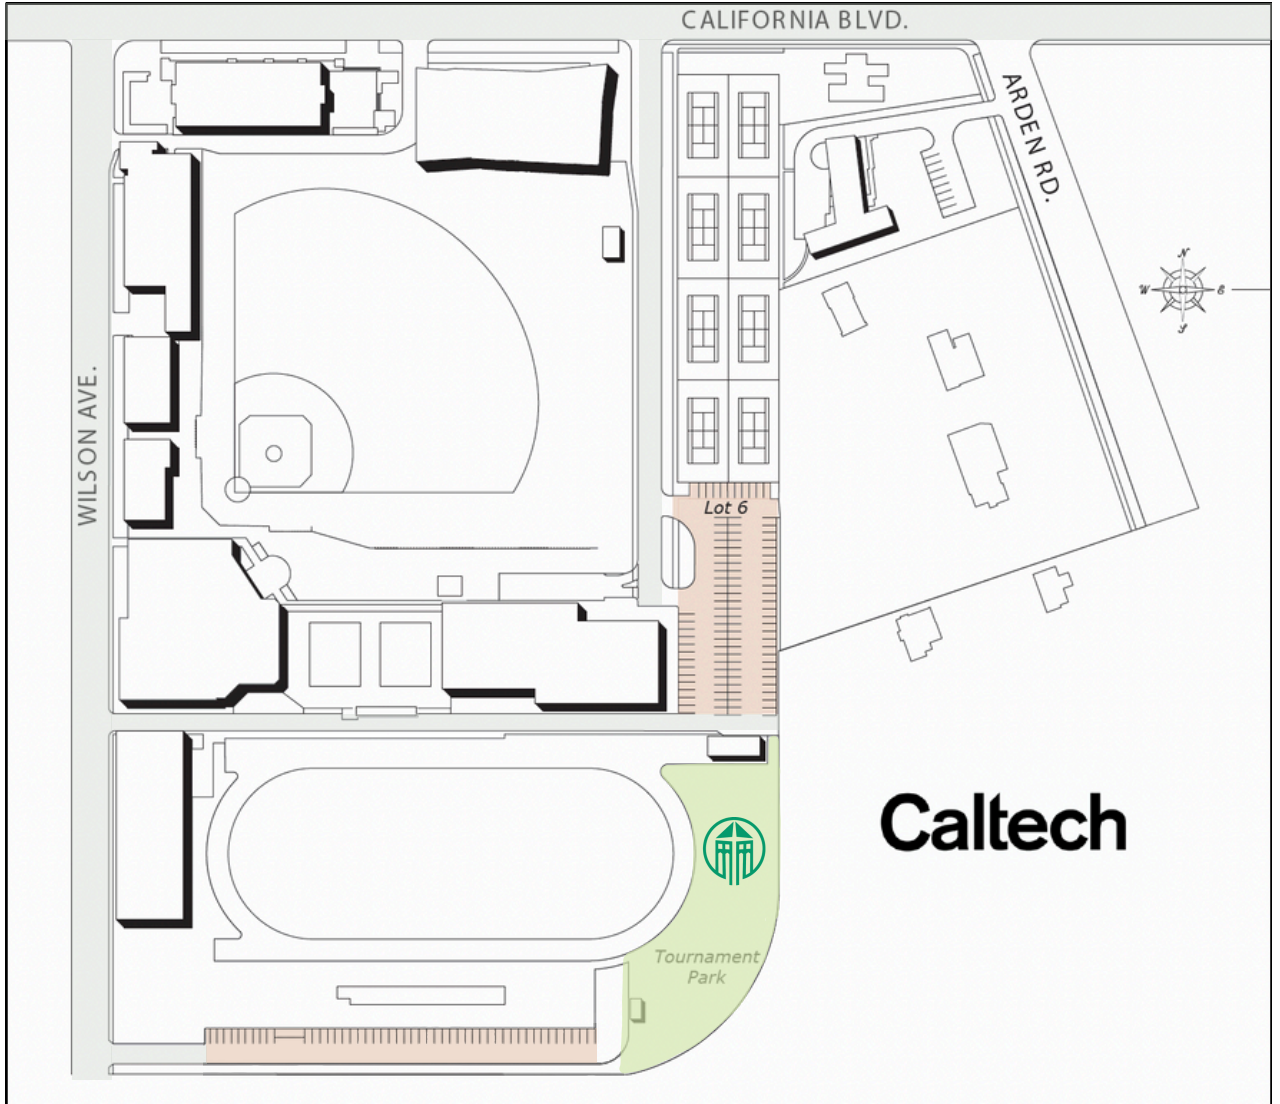 CALIFORNIA BLVD.
ARDEN RD.
N
W
E
S
WILSON AVE.
Lot 6
Caltech
Tournament
Park